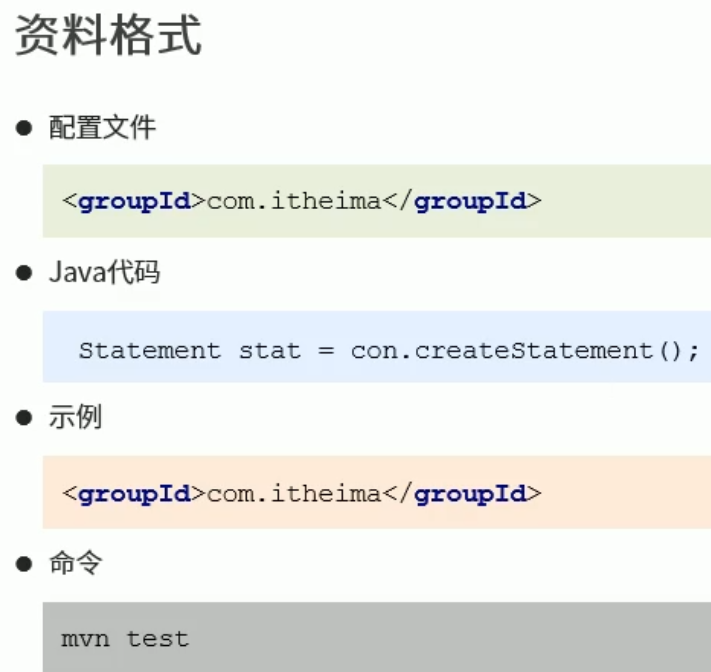 资料格式
配置文件
<groupId>com.itheima</groupId>
Java代码
Statement stat = con.createStatement();
示例
<groupId>com.itheima</groupId>
命令
mvn test